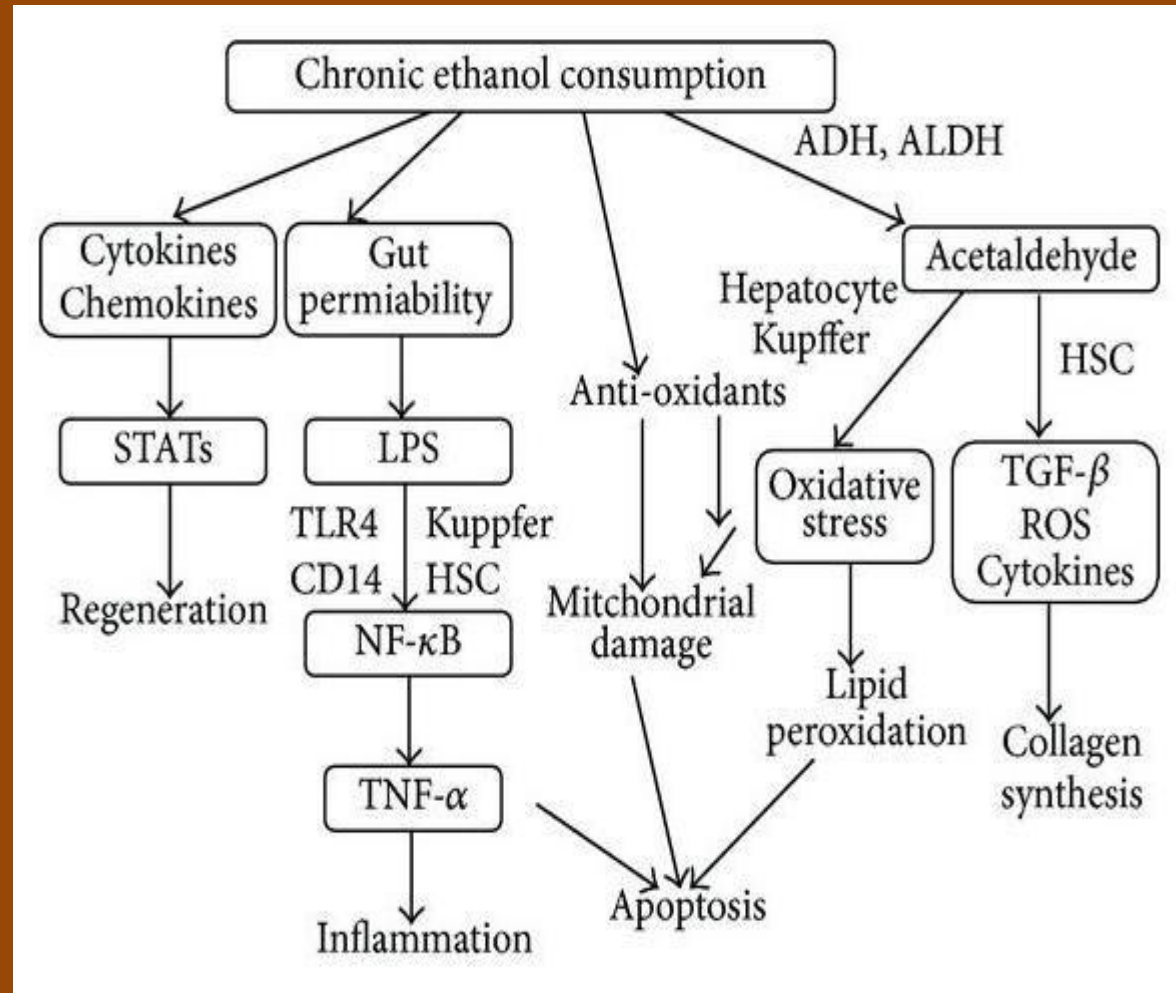 Chronic ethanol consumption
ADH, ALDH
Cytokines
Chemokines
Gut
permiability
Acetaldehyde
Hepatocyte
Kupffer
HSC
Anti-oxidants
STATs
LPS
Oxidative
stress
TGF-β
ROS
Cytokines
TLR4
Kuppfer
CD14
HSC
Regeneration
Mitchondrial
damage
NF-κB
Lipid
peroxidation
Collagen
synthesis
TNF-α
Apoptosis
Inflammation